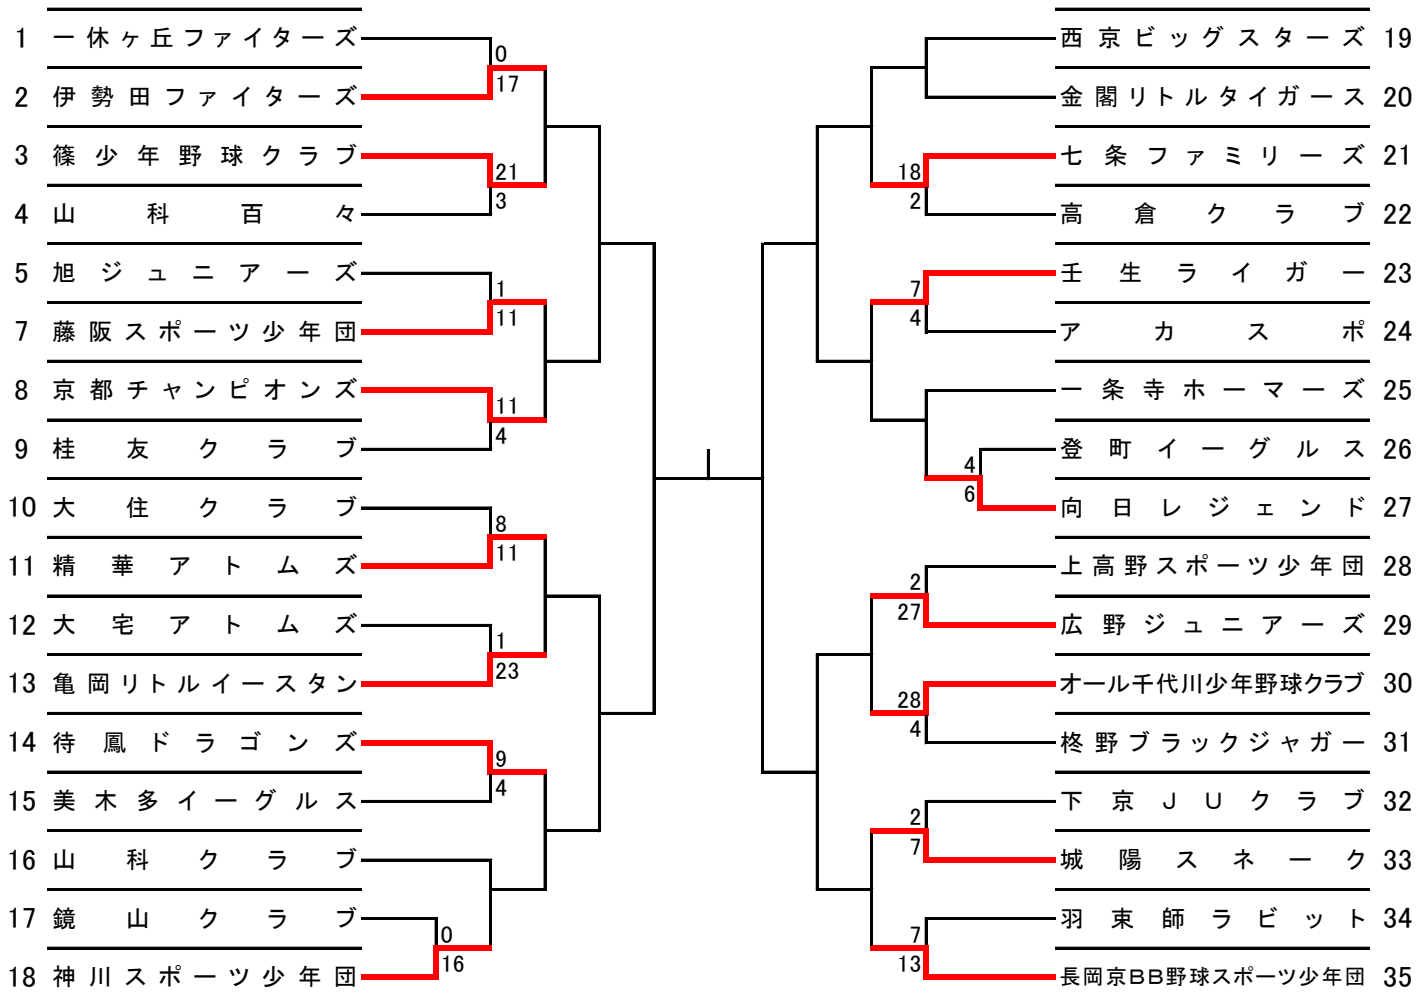 1 一休ヶ丘ファイターズ
0
17
2 伊勢田ファイターズ
3 篠少年野球クラブ
21
3
4 山科百々
5 旭ジュニアーズ
1
11
7 藤阪スポーツ少年団
8 京都チャンピオンズ
11
4
9 桂友クラブ
10 大住クラブ
8
11
11 精華アトムズ
12 大宅アトムズ
1
23
13 亀岡リトルイースタン
14 待鳳ドラゴンズ
9
4
15 美木多イーグルス
16 山科クラブ
17 鏡山クラブ
0
16
18 神川スポーツ少年団
西京ビッグスターズ 19
金閣リトルタイガース 20
七条ファミリーズ 21
18
2
高倉クラブ 22
壬生ライガー 23
7
4
アカスポ 24
一条寺ホーマーズ 25
登町イーグルス 26
4
6
向日レジェンド 27
上高野スポーツ少年団 28
2
27
広野ジュニアーズ 29
オール千代川少年野球クラブ 30
28
4
柊野ブラックジャガー 31
下京JUクラブ 32
2
7
城陽スネーク 33
羽束師ラビット 34
7
13
長岡京BB野球スポーツ少年団 35